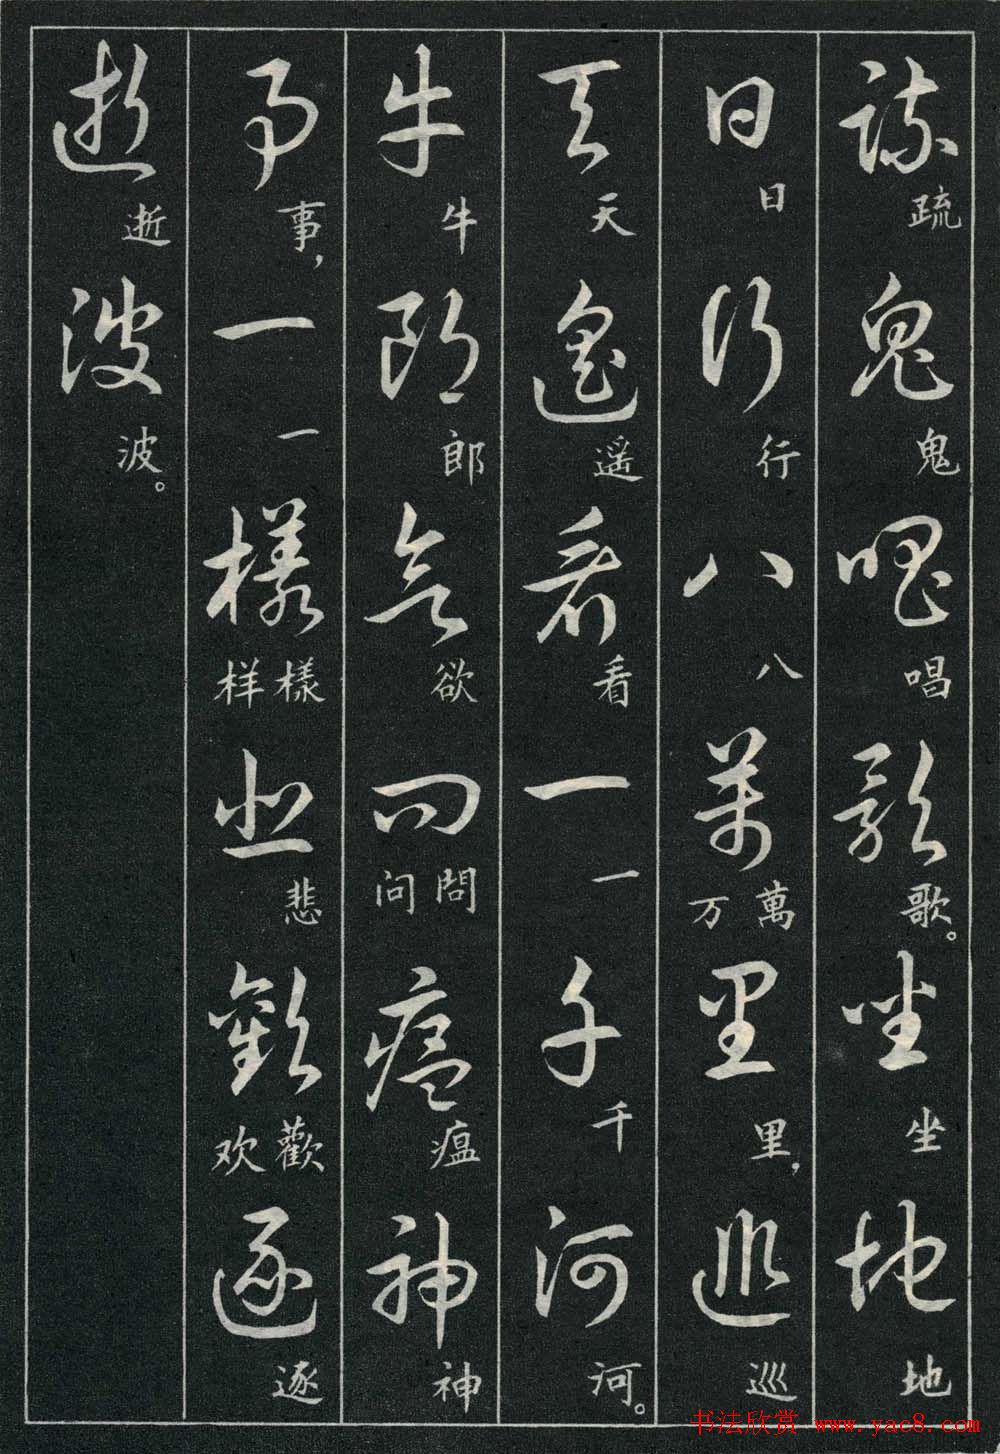 疏鬼唱歌坐地
疏鬼唱歌。坐地
日行八萬里巡
日行八萬万里，巡
天遥看一千河
天遥看一千河。
牛郎欲問瘟神
牛郎欲問问瘟神
事一樣悲歡逐
事，一樣样悲歡欢逐
逝波
逝波。
书法欣赏 www.yac8.com